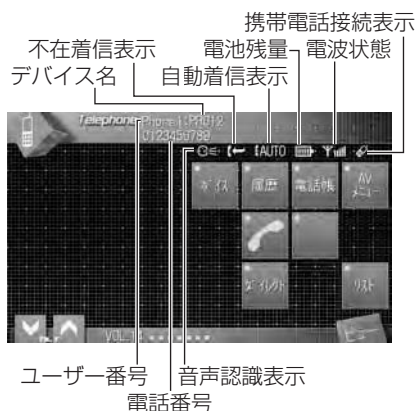 携帯電話接続表示
不在着信表示 電池残量 電波状態
デバイス名 自動着信表示
Telephone Phone 1:PRO12
0123456789
AUTO
ボイス 履歴 電話帳 AV
メニュー
ダイレクト リスト
VOL 14
ユーザー番号 音声認識表示
電話番号